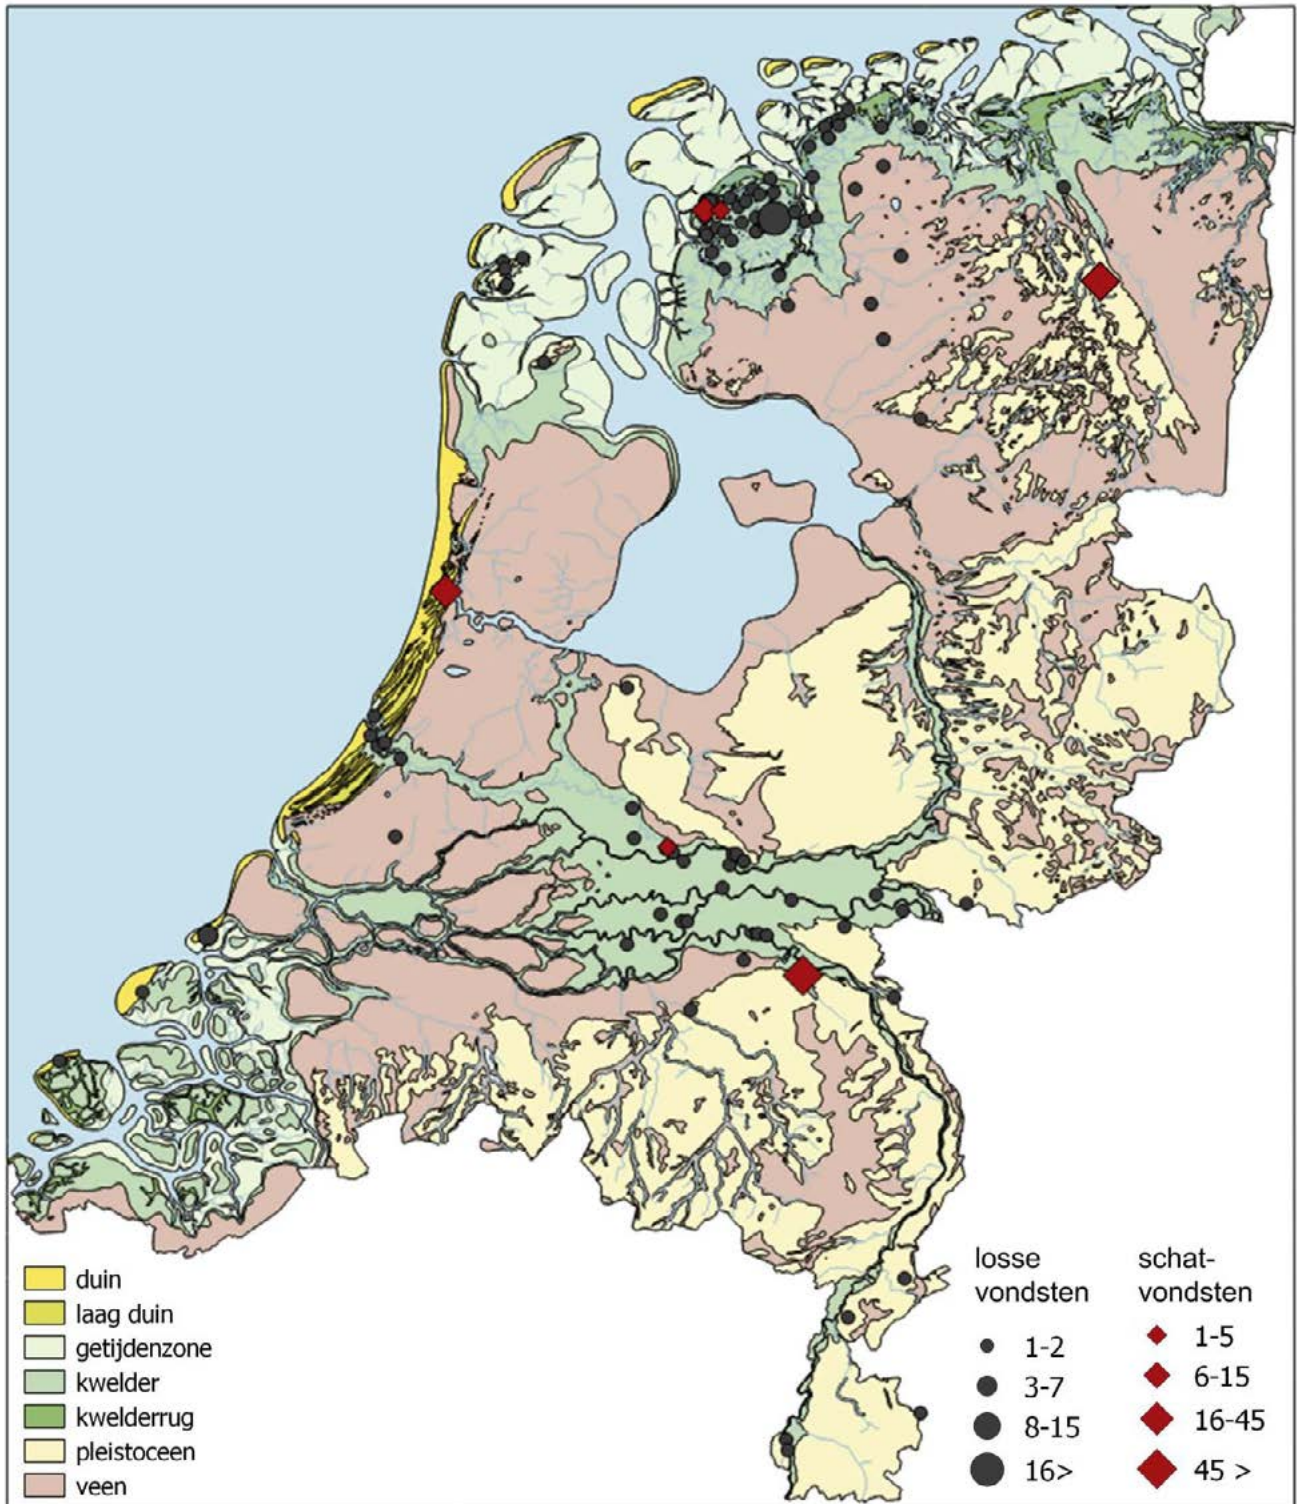 duin
laag duin
getijdenzone
kwelder
kwelderrug
pleistoceen
veen
losse
vondsten
1-2
3-7
8-15
16>
schat-
vondsten
1-5
6-15
16-45
45 >